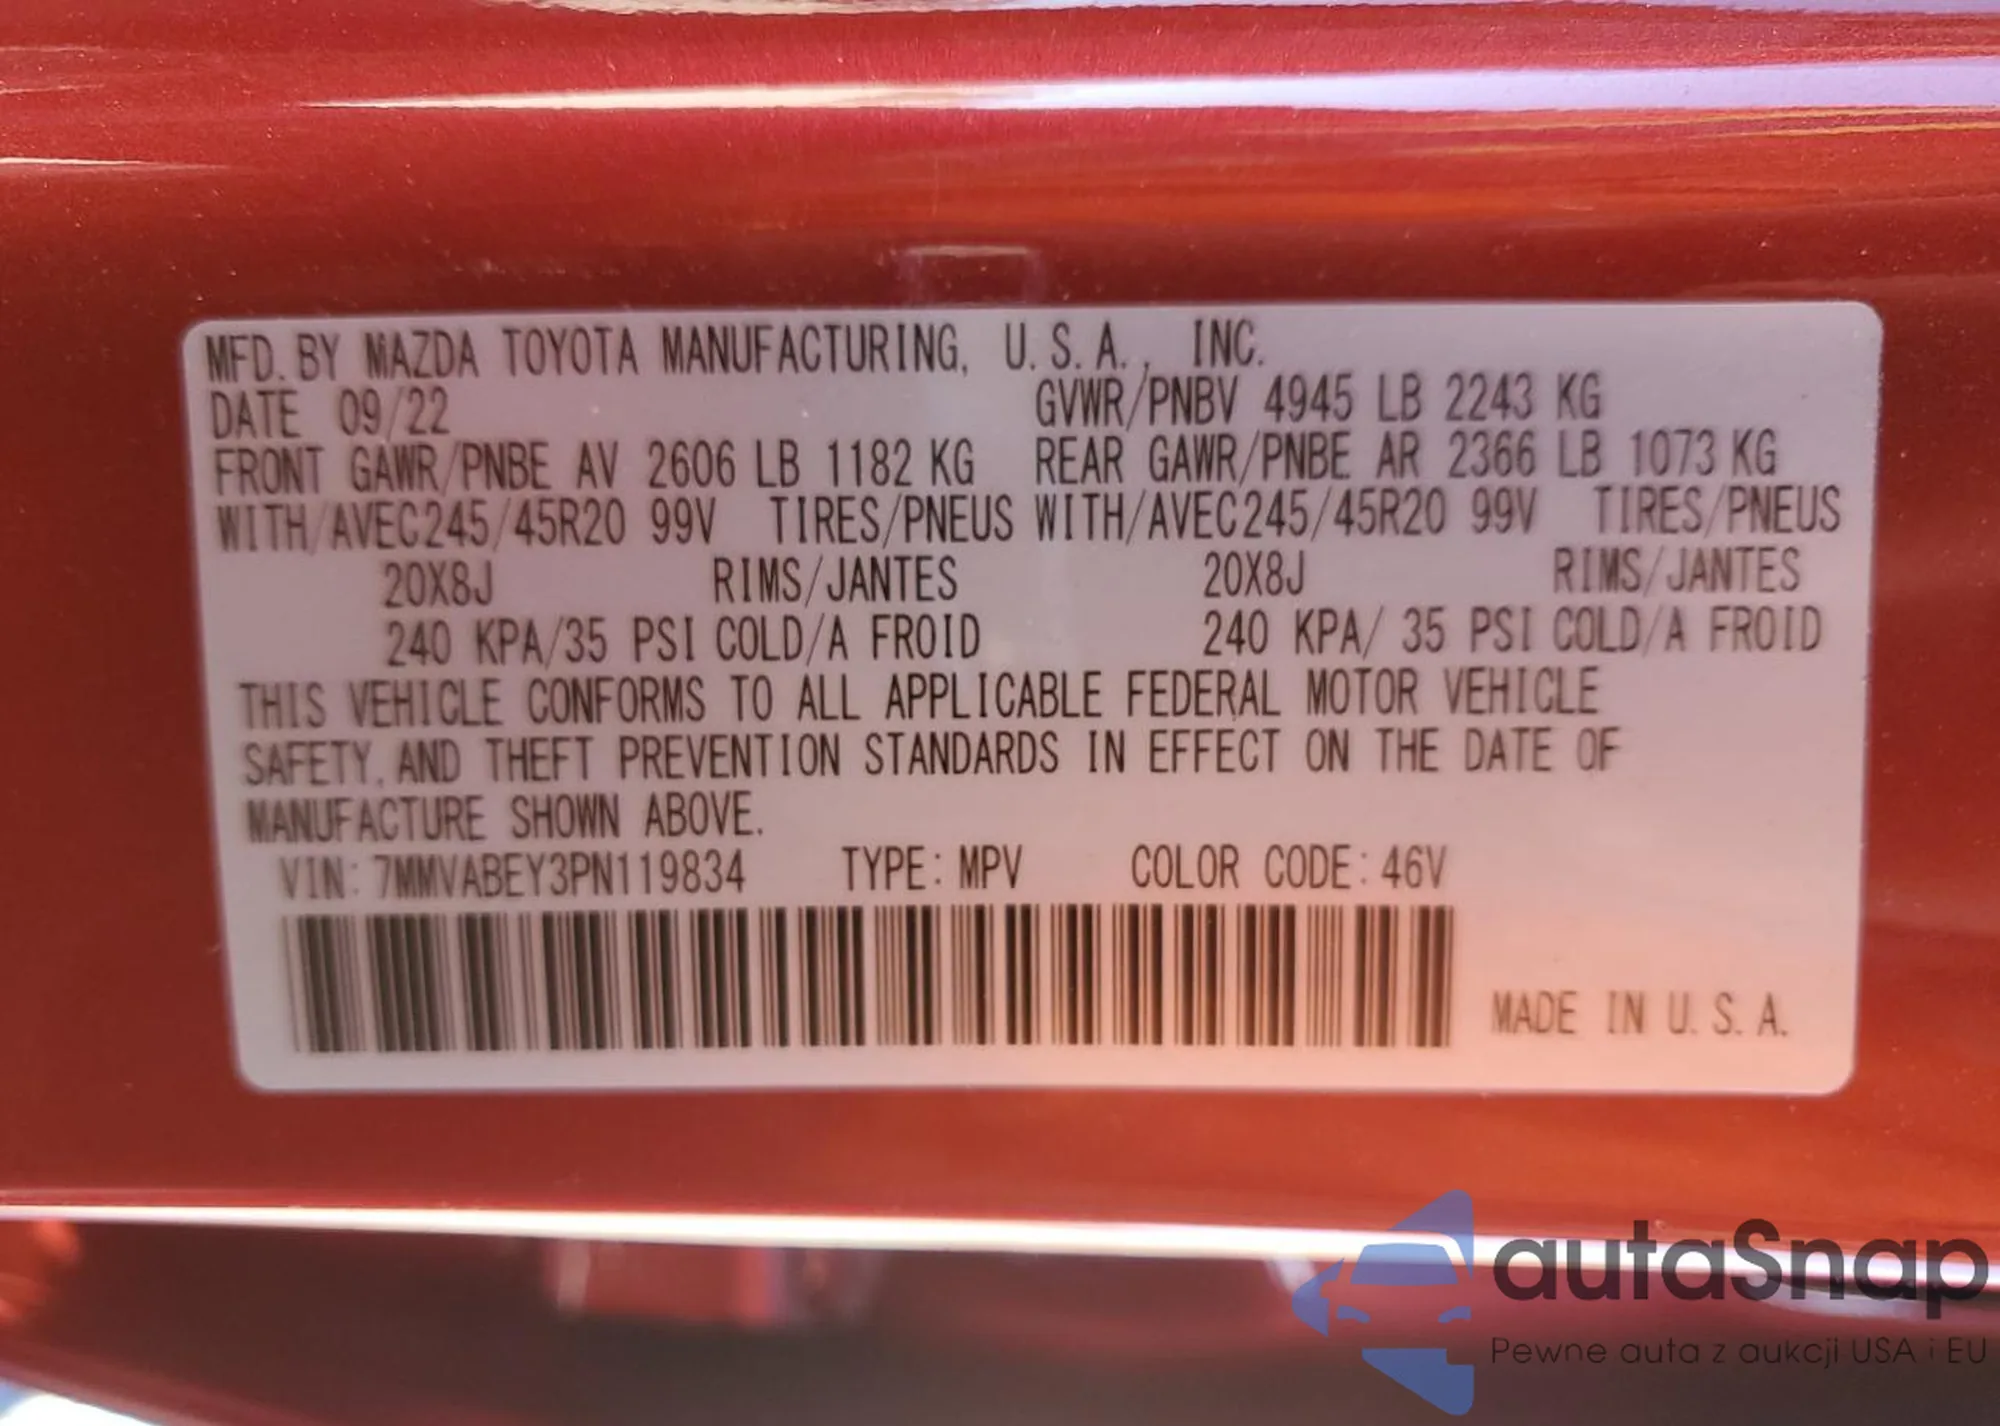 MFD. BY MAZDA TOYOTA MANUFACTURING, U.S.A., INC.
DATE 09/22 GVWR/PNBV 4945 LB 2243 KG
FRONT GAWR/PNBE AV 2606 LB 1182 KG REAR GAWR/PNBE AR 2366 LB 1073 KG
WITH/AVEC245/45R20 99V TIRES/PNEUS WITH/AVEC245/45R20 99V TIRES/PNEUS
20X8J RIMS/JANTES 20X8J RIMS/JANTES
240 KPA/35 PSI COLD/A FROID 240 KPA/ 35 PSI COLD/A FROID
THIS VEHICLE CONFORMS TO ALL APPLICABLE FEDERAL MOTOR VEHICLE
SAFETY, AND THEFT PREVENTION STANDARDS IN EFFECT ON THE DATE OF
MANUFACTURE SHOWN ABOVE.
VIN: 7MMVABEY3PN119834 TYPE: MPV COLOR CODE: 46V
MADE IN U.S.A.
autaSnap
Pewne auta z aukcji USA i EU